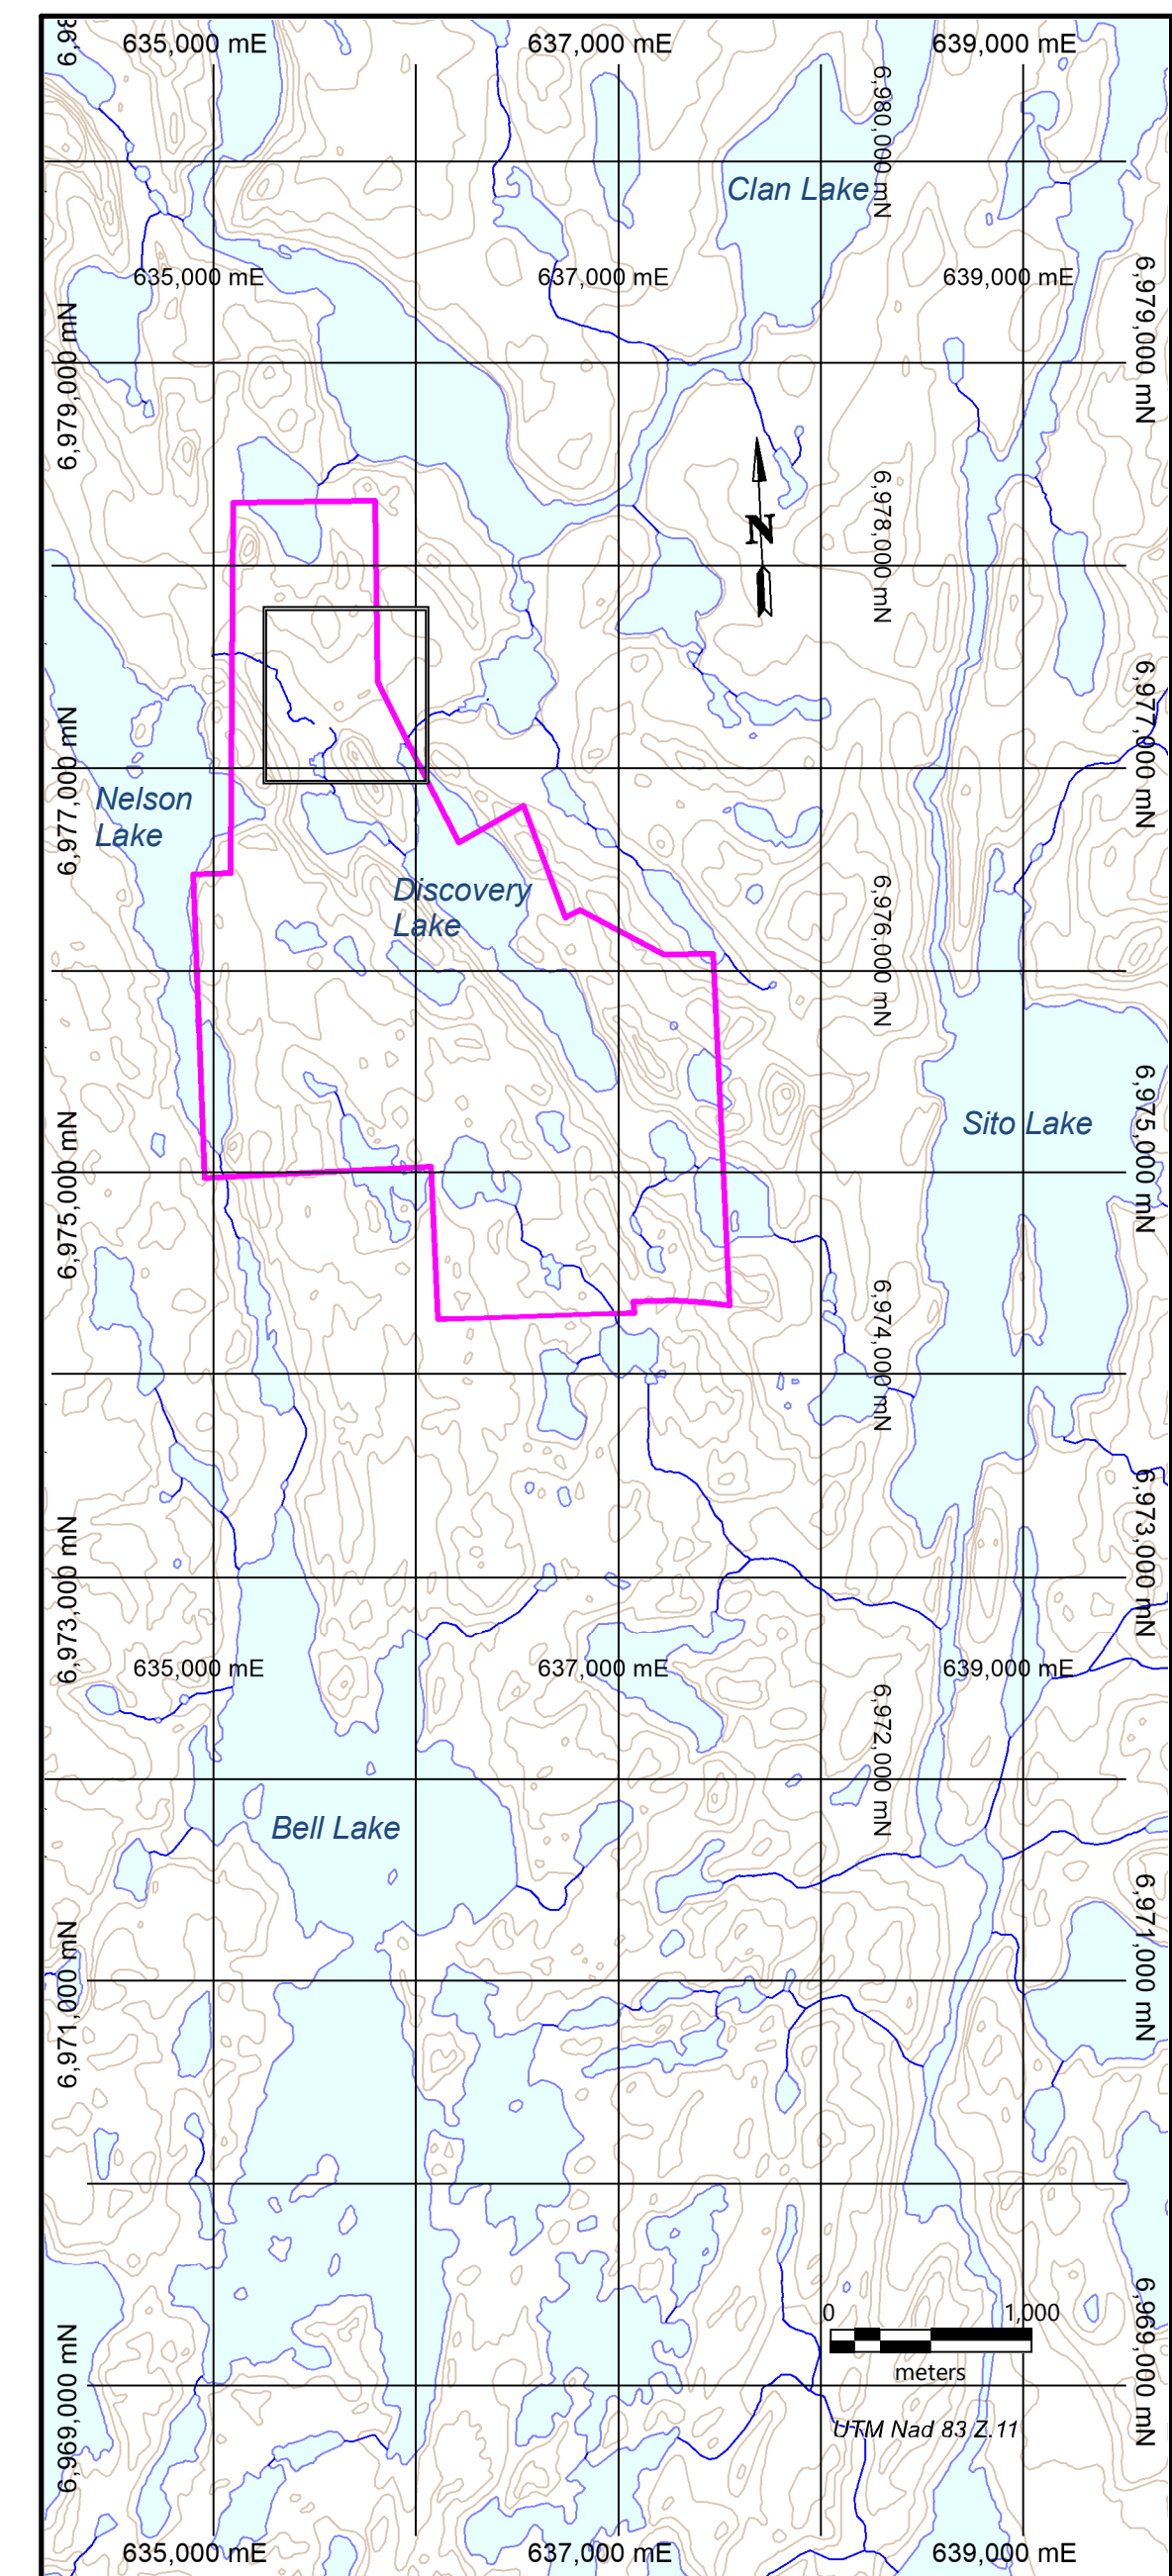 6,98
635,000 mE
637,000 mE
639,000 mE
6,980,000 mN
Clan Lake
635,000 mE
637,000 mE
639,000 mE
6,979,000 mN
6,979,000 mN
6,978,000 mN
N
6,977,000 mN
6,977,000 mN
Nelson
Lake
Discovery
Lake
6,976,000 mN
6,975,000 mN
Sito Lake
6,975,000 mN
6,974,000 mN
6,973,000 mN
6,973,000 mN
635,000 mE
637,000 mE
639,000 mE
6,972,000 mN
Bell Lake
6,971,000 mN
6,971,000 mN
0
1,000
meters
6,969,000 mN
6,969,000 mN
UTM Nad 83 Z.11
635,000 mE
637,000 mE
639,000 mE